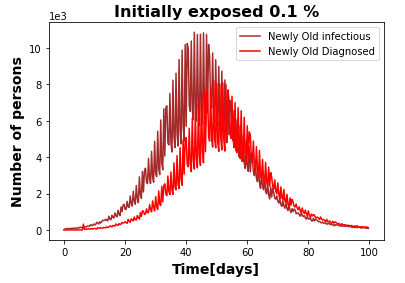 Initially exposed 0.1 %
1e3
Newly Old infectious
Newly Old Diagnosed
10
8
6
4
2
0
Number of persons
0 20 40 60 80 100
Time[days]